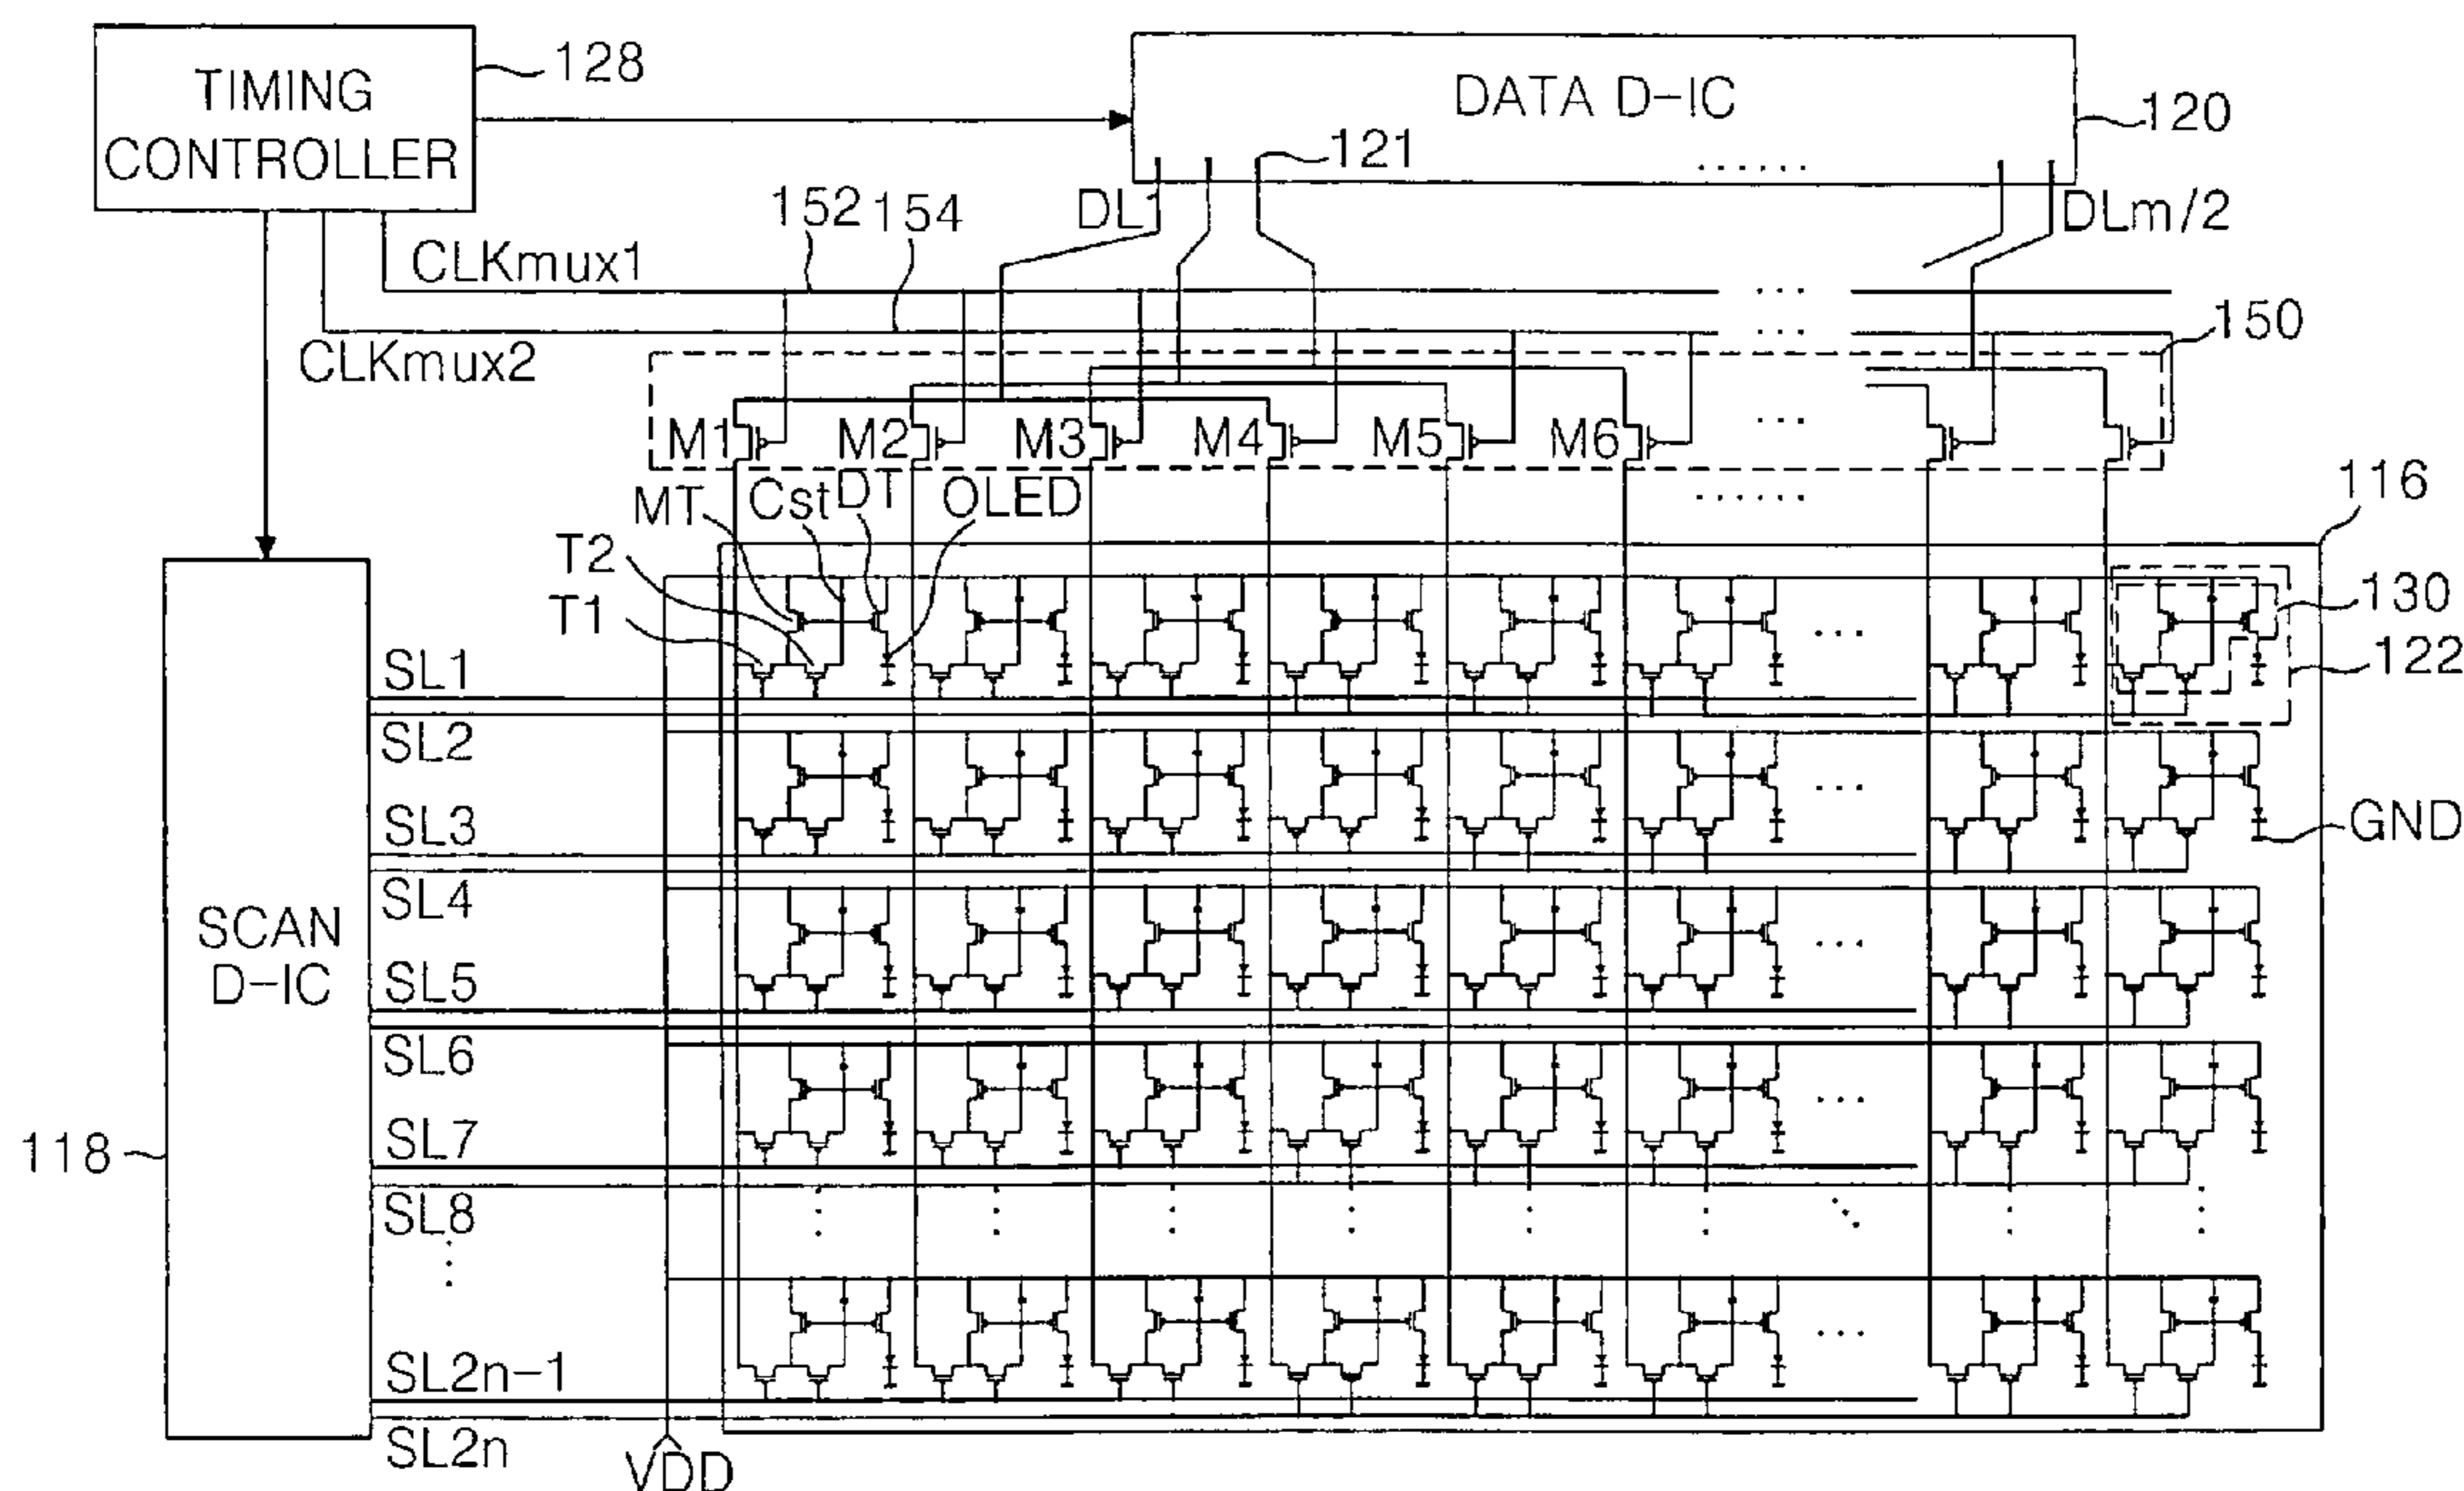 TIMING
CONTROLLER
128
DATA D-IC
120
121
DL1
DLm/2
152
154
CLKmux1
CLKmux2
150
M1
M2
M3
M4
M5
M6
MT
Cst
DT
OLED
116
T2
T1
130
122
SL1
SL2
SL3
GND
SL4
SCAN
D-IC
SL5
SL6
SL7
118
SL8
SL2n-1
SL2n
VDD